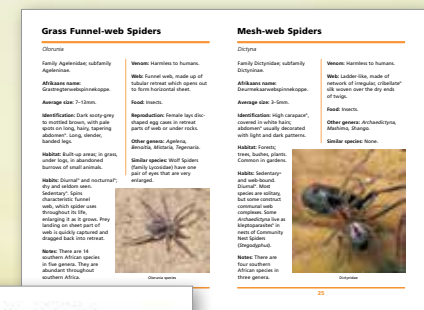 Grass Funnel-web Spiders
Olorunia
Family Agelenidae; subfamily
Ageleninae.
Afrikaans name:
Grastregterwebspinnekoppe.
Average size: 7–13mm.
Identification: Dark sooty-grey
to mottled brown, with pale
spots on long, hairy, tapering
abdomen*. Long, slender,
banded legs.
Habitat: Built-up areas; in grass,
under logs, in abandoned
burrows of small animals.
Habits: Diurnal* and nocturnal*;
shy and seldom seen.
Sedentary*. Spins
characteristic funnel
web, which spider uses
throughout its life,
enlarging it as it grows. Prey
landing on sheet part of
web is quickly captured and
dragged back into retreat.
Notes: There are 14
southern African species
in five genera. They are
abundant throughout
southern Africa.
Venom: Harmless to humans.
Web: Funnel web, made up of
tubular retreat which opens out
to form horizontal sheet.
Food: Insects.
Reproduction: Female lays disc-
shaped egg cases in retreat
parts of web or under rocks.
Other genera: Agelena,
Benoitia, Mistaria, Tegenaria.
Similar species: Wolf Spiders
(family Lycosidae) have one
pair of eyes that are very
enlarged.
Olorunia species
Mesh-web Spiders
Dictyna
Family Dictynidae; subfamily
Dictyninae.
Afrikaans name:
Deurmekaarwebspinnekoppe.
Average size: 3–5mm.
Identification: High carapace*,
covered in white hairs;
abdomen* usually decorated
with light and dark patterns.
Habitat: Forests;
trees, bushes, plants.
Common in gardens.
Habits: Sedentary*
and web-bound.
Diurnal*. Most
species are solitary,
but some construct
communal web
complexes. Some
Archaeodictyna live as
kleptoparasites* in
nests of Community
Nest Spiders
(Stegodyphus).
Notes: There are
four southern
African species in
three genera.
Venom: Harmless to humans.
Web: Ladder-like, made of
network of irregular, cribellate*
silk woven over the dry ends
of twigs.
Food: Insects.
Other genera: Archaeodictyna,
Mashimo, Shango.
Similar species: None.
Dictynidae
25